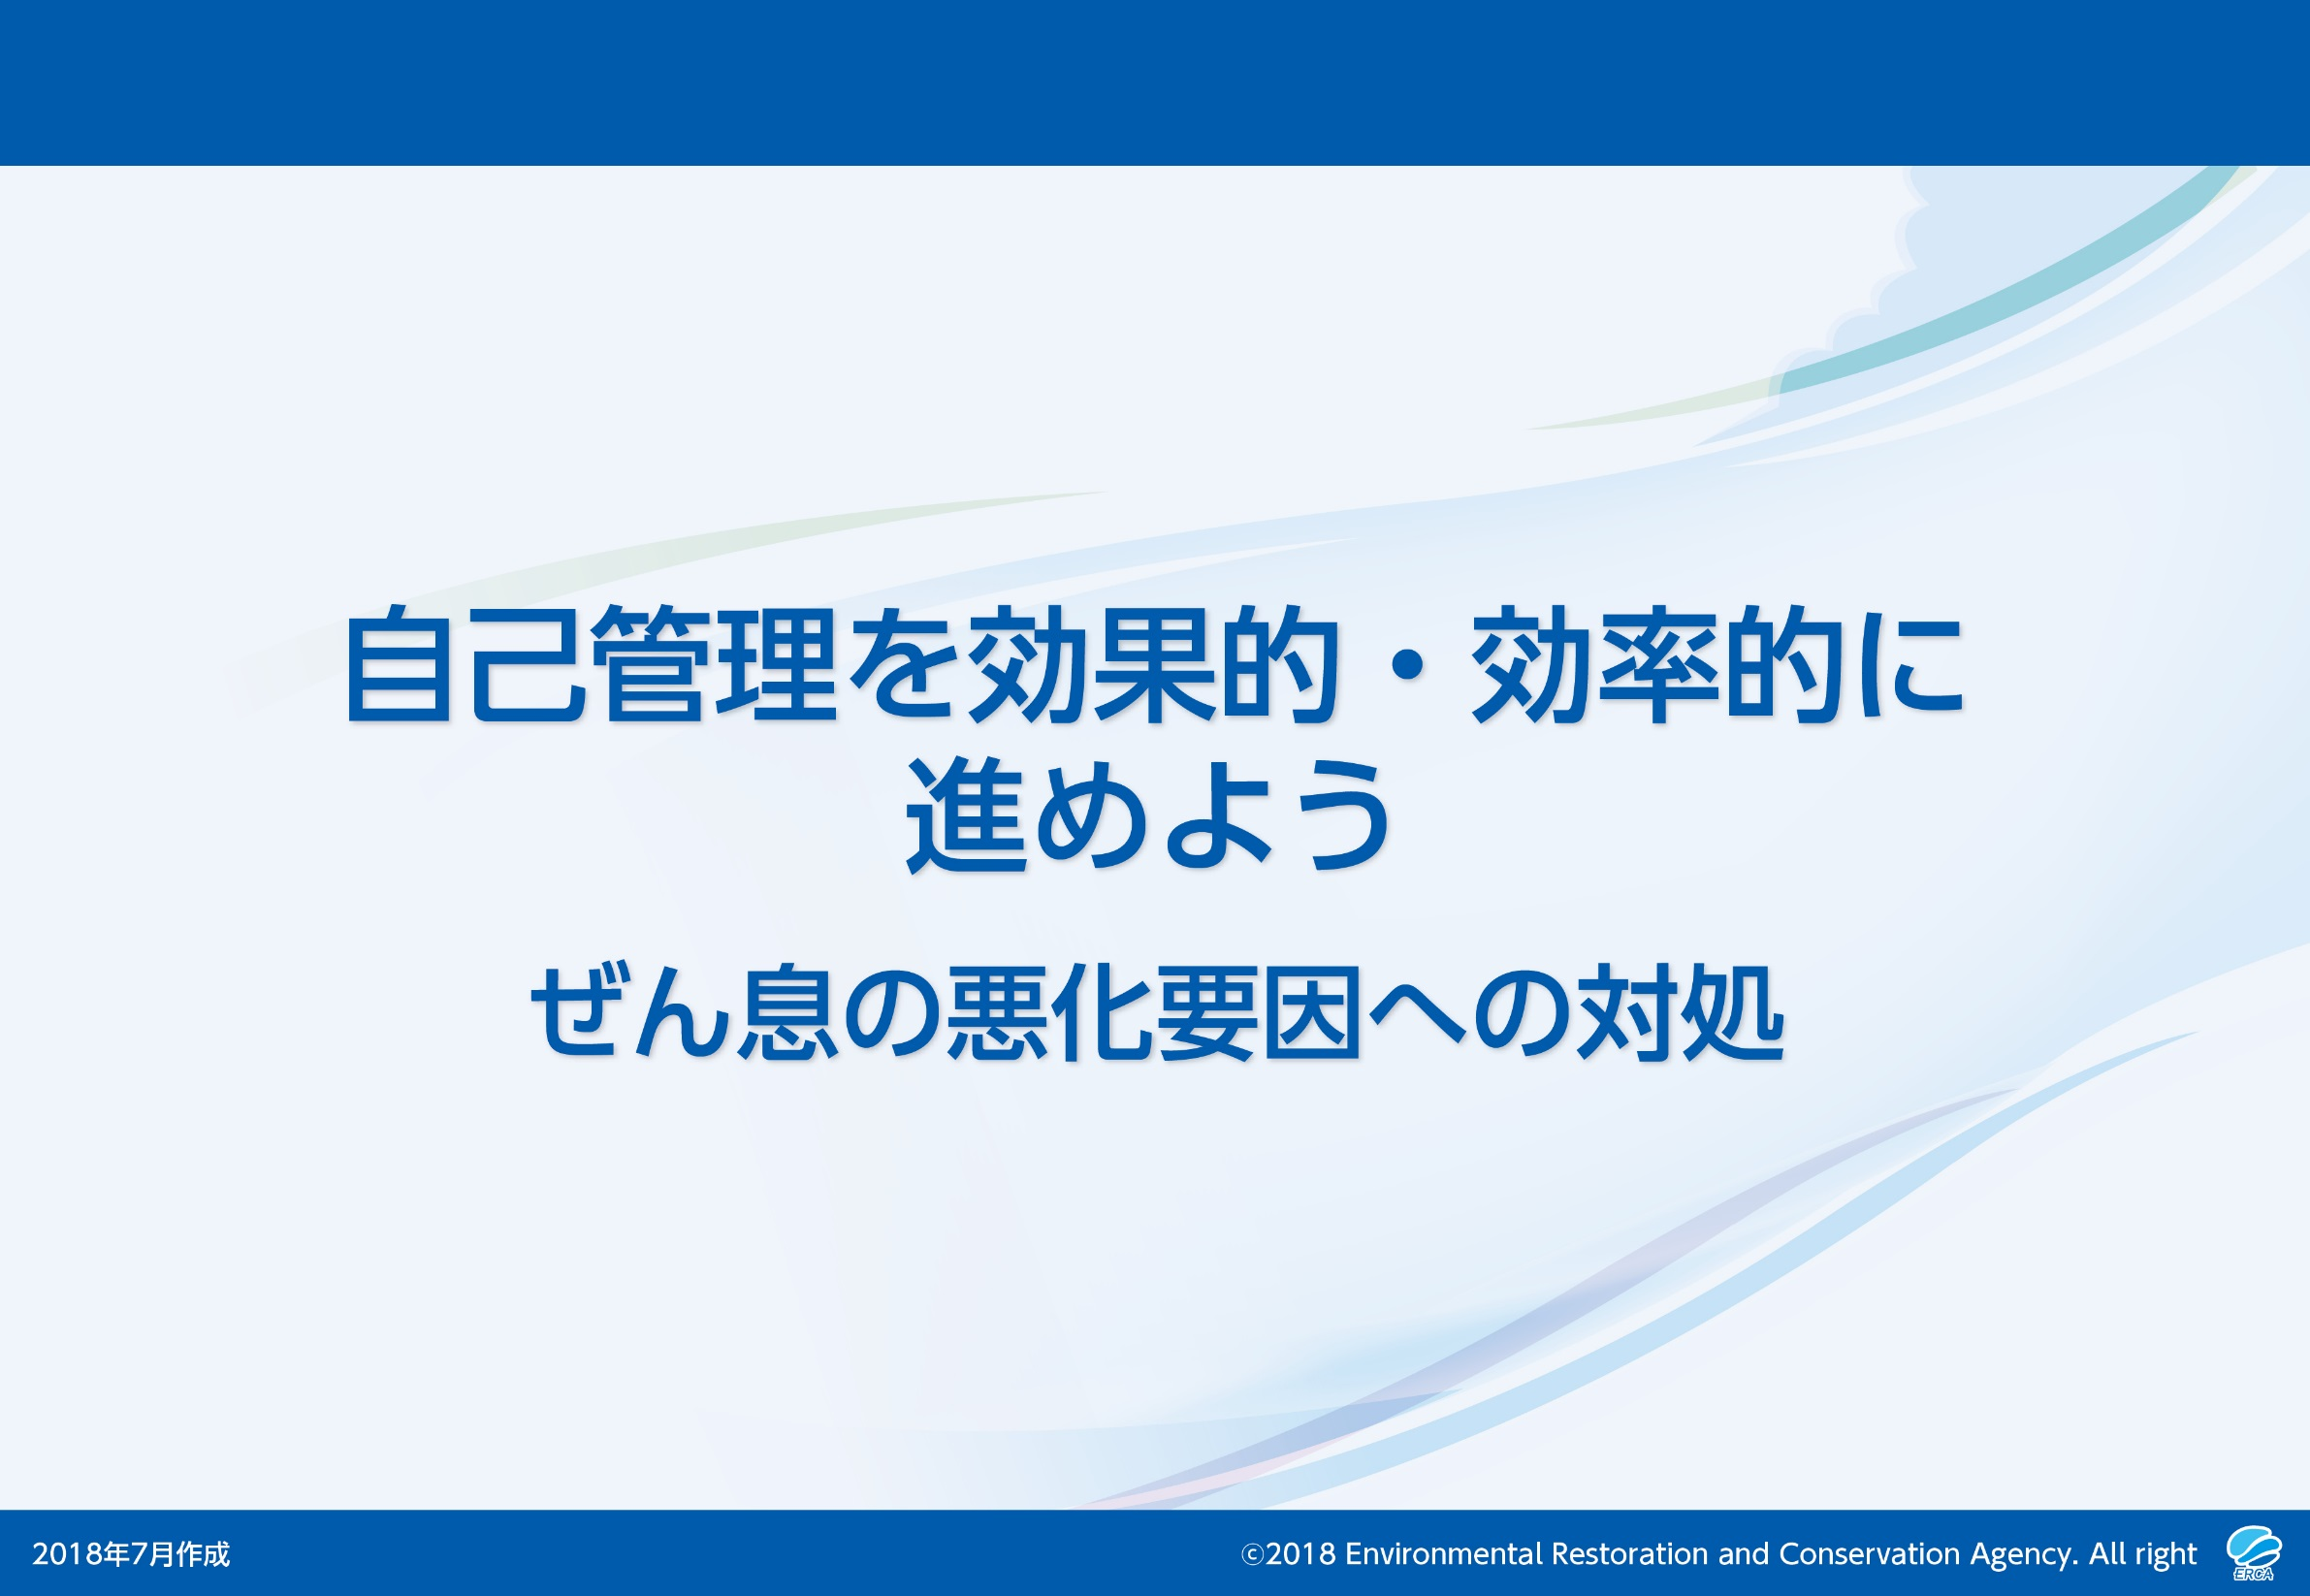 自己管理を効果的・効率的に
進めよう
ぜん息の悪化要因への対処
2018年7月作成
©2018 Environmental Restoration and Conservation Agency. All right
ERCA